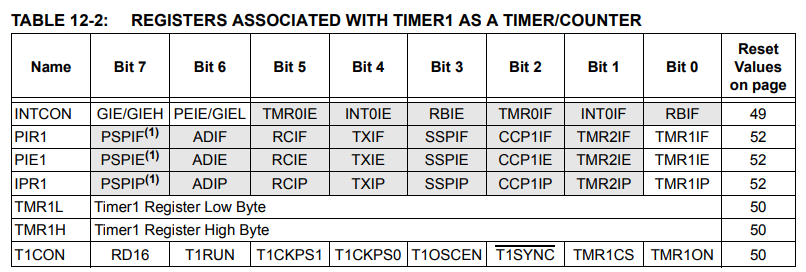 TABLE 12-2: REGISTERS ASSOCIATED WITH TIMER1 AS A TIMER/COUNTER
Name Bit 7 Bit 6 Bit 5 Bit 4 Bit 3 Bit 2 Bit 1 Bit 0 Reset Values on page
INTCON GIE/GIEH PEIE/GIEL TMR0IE INT0IE RBIE TMR0IF INT0IF RBIF 49
PIR1 PSPIF(1) ADIF RCIF TXIF SSPIF CCP1IF TMR2IF TMR1IF 52
PIE1 PSPIE(1) ADIE RCIE TXIE SSPIE CCP1IE TMR2IE TMR1IE 52
IPR1 PSPIP(1) ADIP RCIP TXIP SSPIP CCP1IP TMR2IP TMR1IP 52
TMR1L Timer1 Register Low Byte 50
TMR1H Timer1 Register High Byte 50
T1CON RD16 T1RUN T1CKPS1 T1CKPS0 T1OSCEN T1SYNC TMR1CS TMR1ON 50